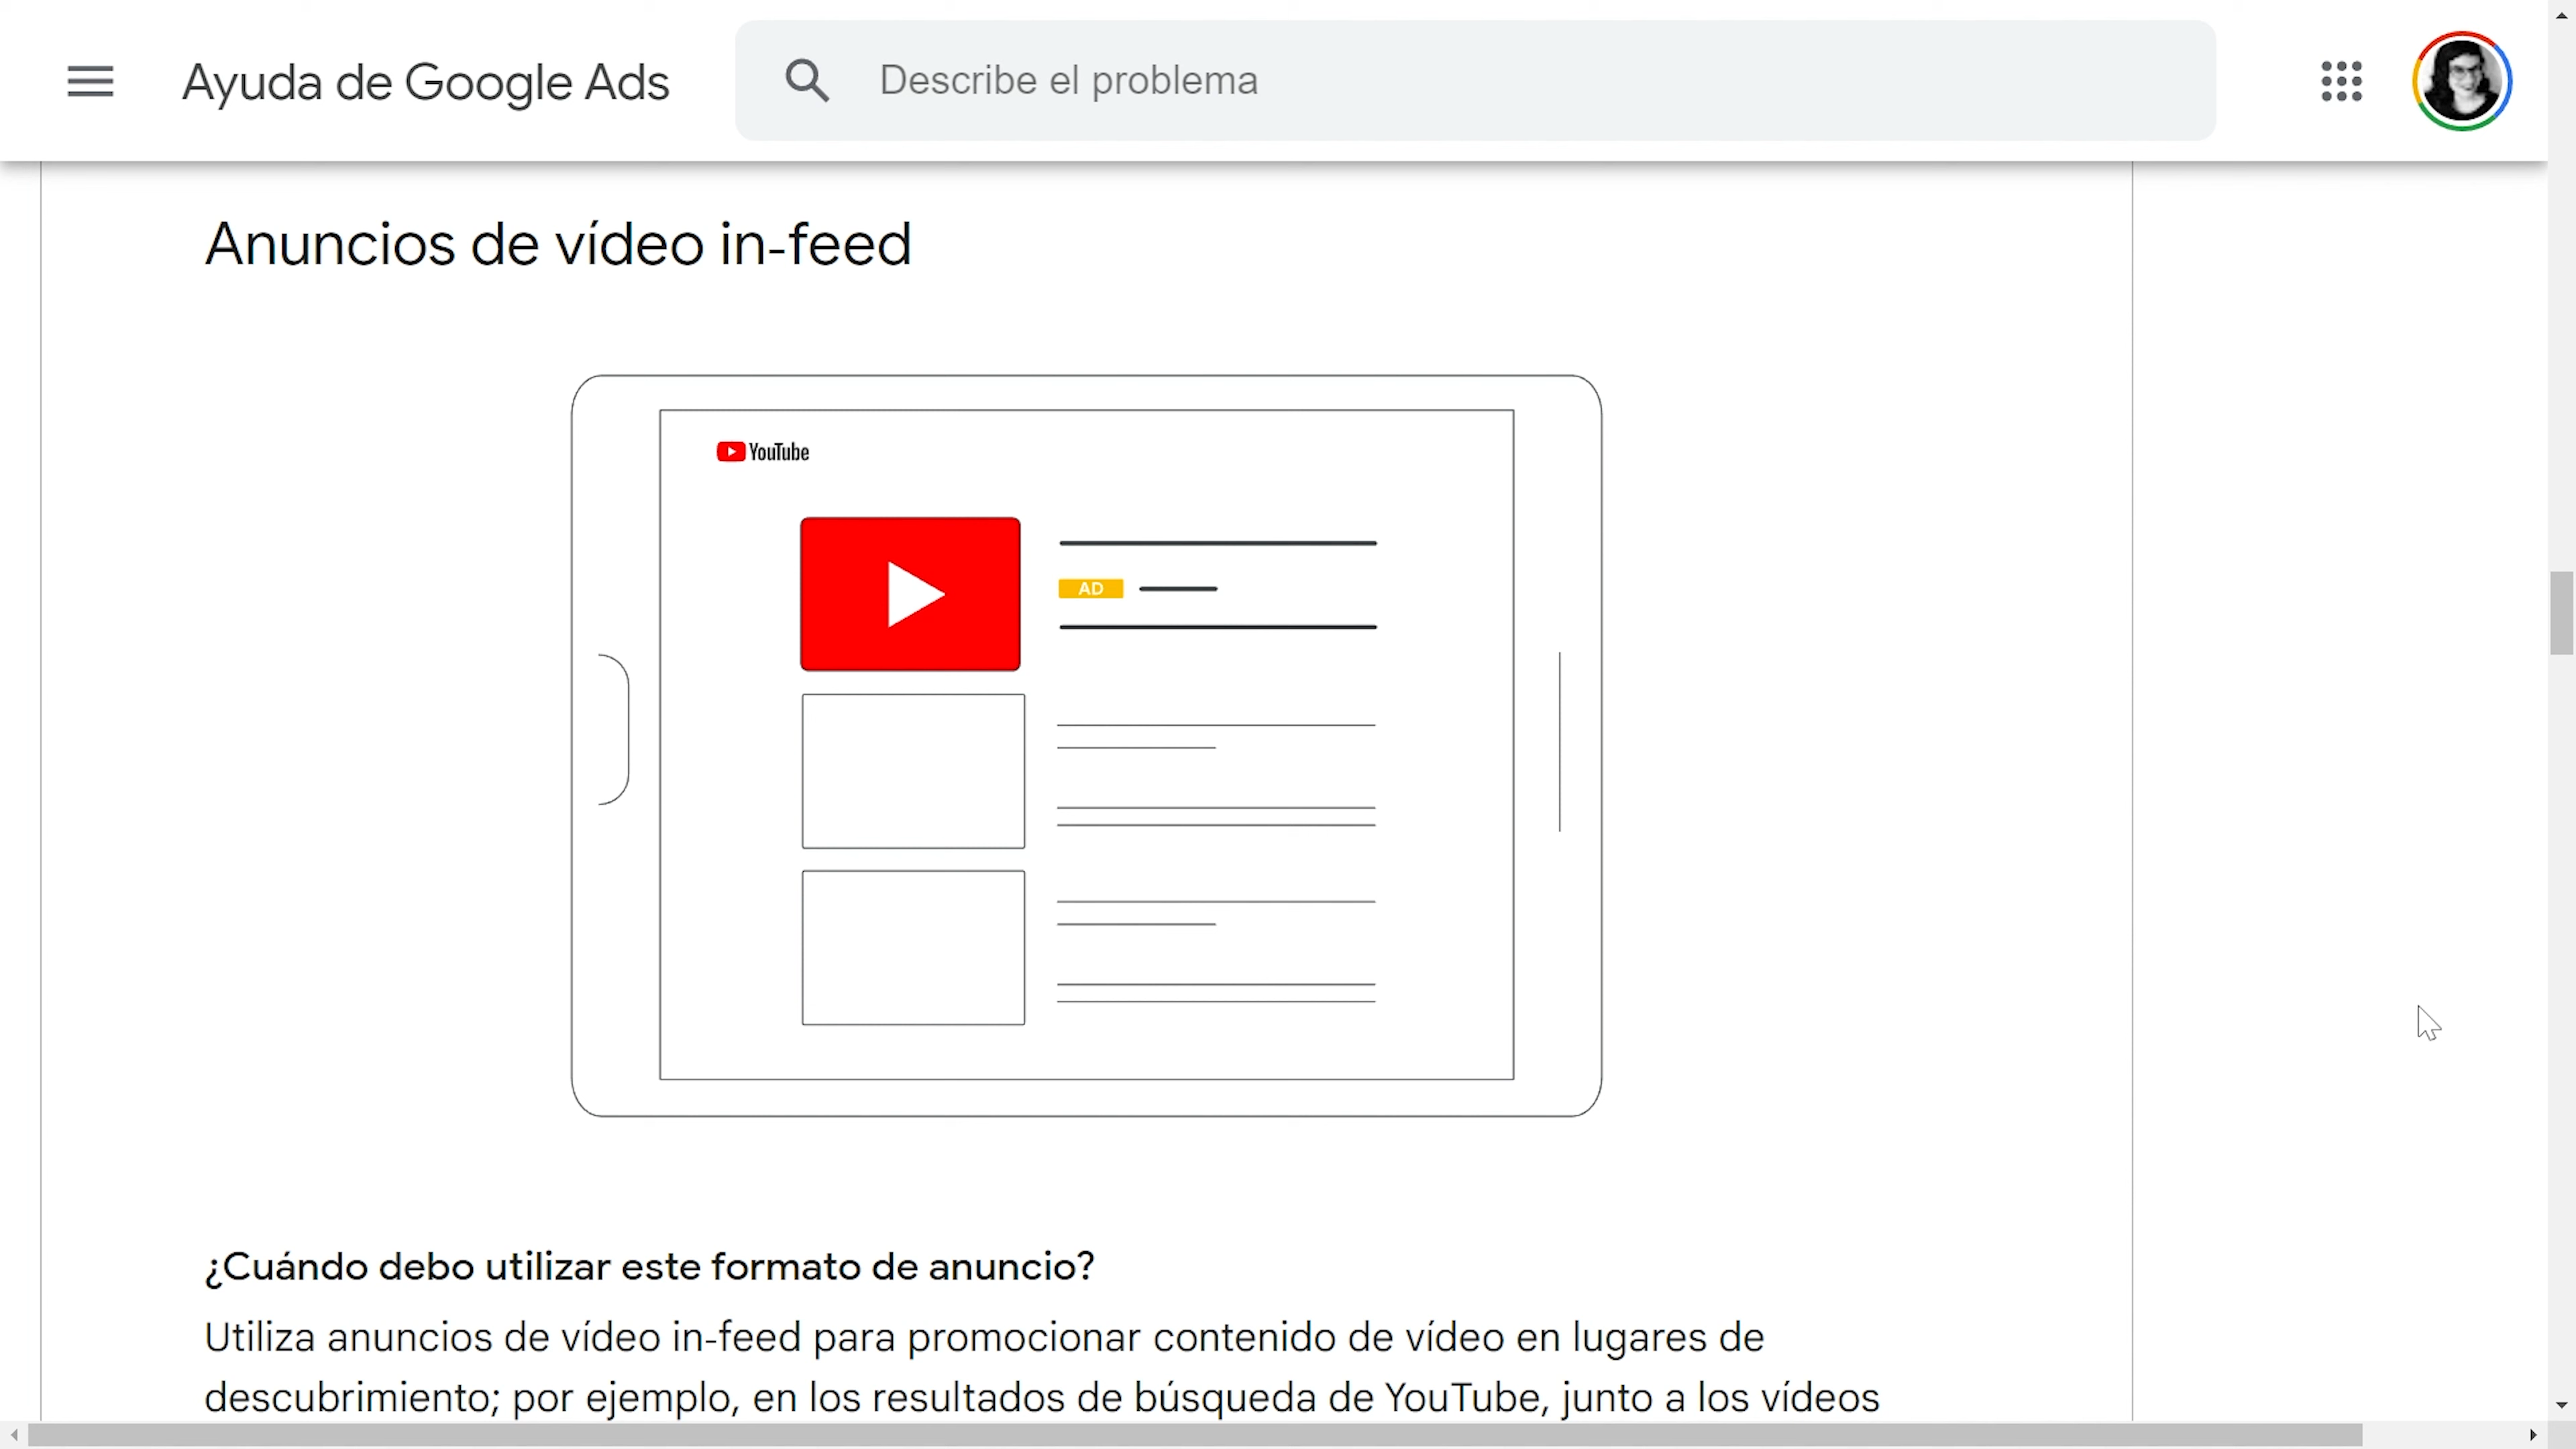 Ayuda de Google Ads
Describe el problema
Anuncios de vídeo in-feed
YouTube
AD
¿Cuándo debo utilizar este formato de anuncio?
Utiliza anuncios de vídeo in-feed para promocionar contenido de vídeo en lugares de
descubrimiento; por ejemplo, en los resultados de búsqueda de YouTube, junto a los vídeos